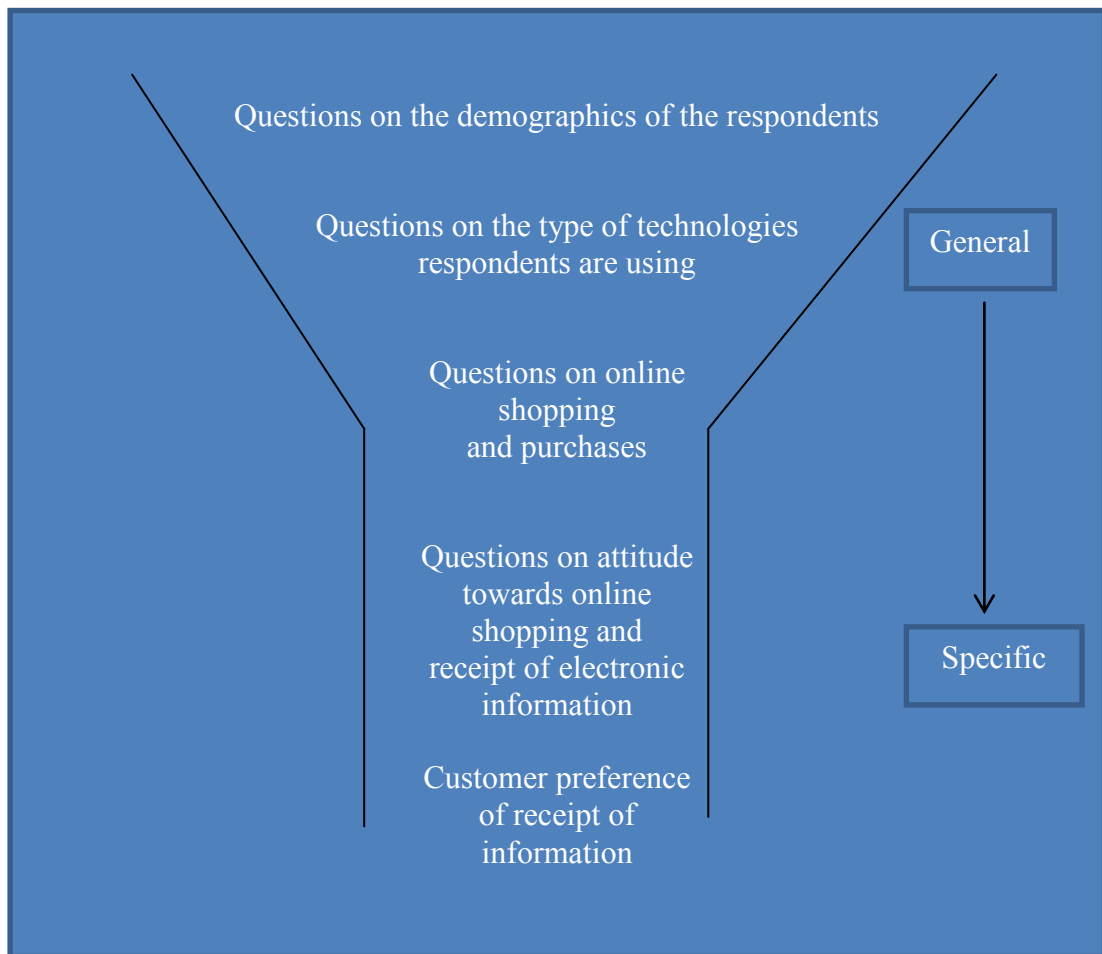 Questions on the demographics of the respondents
Questions on the type of technologies
respondents are using
General
Questions on online
shopping
and purchases
Questions on attitude
towards online
shopping and
receipt of electronic
information
Specific
Customer preference
of receipt of
information